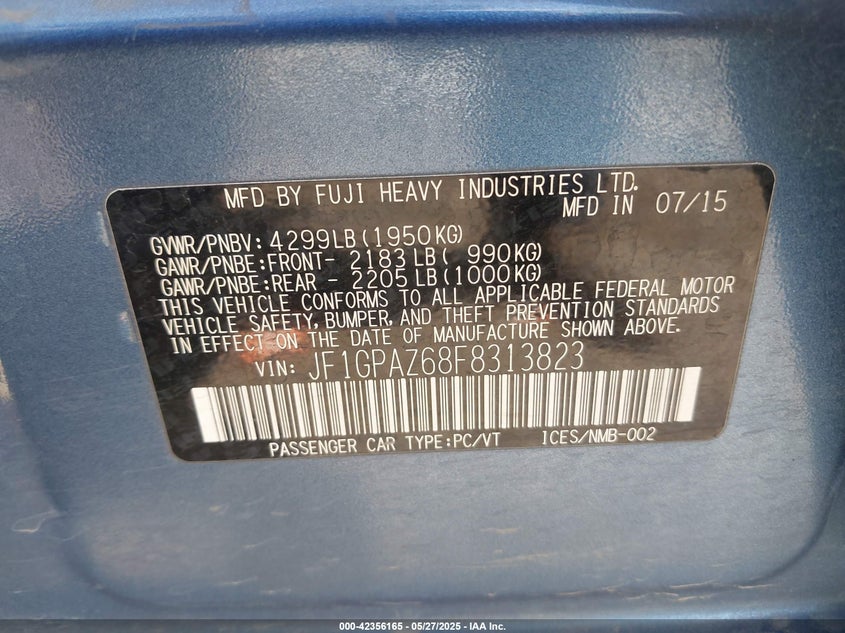 MFD BY FUJI HEAVY INDUSTRIES LTD.
MFD IN 07/15
GVWR/PNBV: 4299LB(1950KG)
GAWR/PNBE:FRONT- 2183LB( 990KG)
GAWR/PNBE:REAR - 2205LB(1000KG)
THIS VEHICLE CONFORMS TO ALL APPLICABLE FEDERAL MOTOR
VEHICLE SAFETY, BUMPER, AND THEFT PREVENTION STANDARDS
IN EFFECT ON THE DATE OF MANUFACTURE SHOWN ABOVE.
VIN: JF1GPAZ68F8313823
PASSENGER CAR TYPE:PC/VT ICES/NMB-002
000-42356165 - 05/27/2025 - IAA Inc.